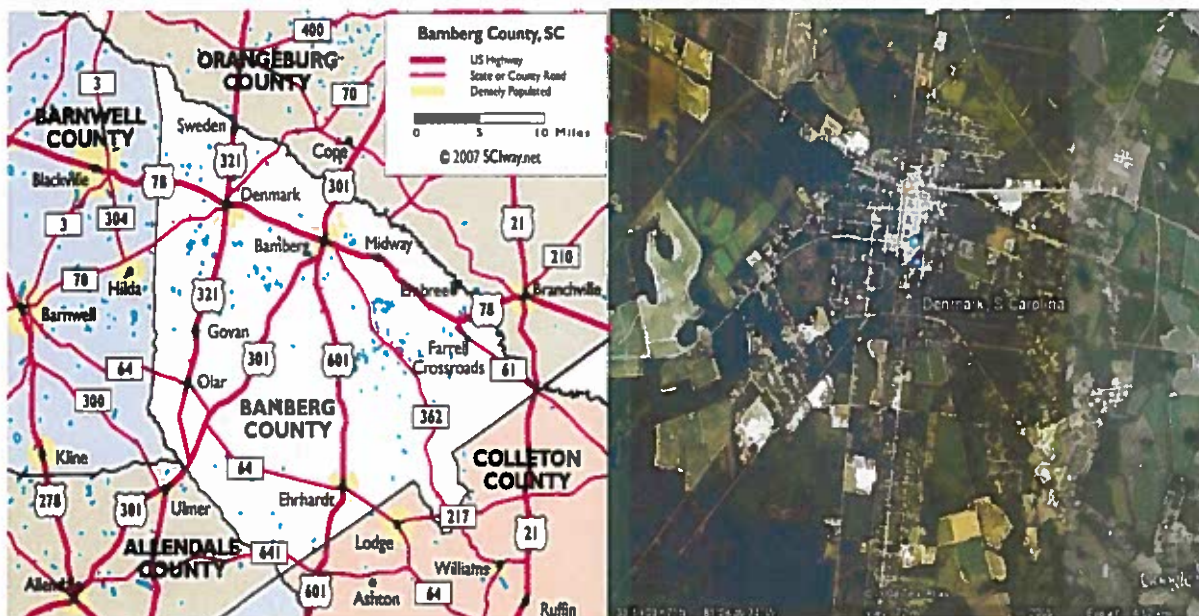 Bamberg County, SC
US Highway
State or County Road
Densely Populated
0 5 10 Miles
© 2007 SCIway.net
400
ORANGEBURG
COUNTY
3
70
BARNWELL
COUNTY
Sweden
Cope
321
301
Blackville
78
Denmark
304
21
3
Bamberg
Midway
210
70
Hilda
Embree
78
Branchville
Barnwell
321
Govan
301
601
Farrell
Crossroads
61
64
Olar
300
BAMBERG
COUNTY
362
Kline
64
COLLETON
COUNTY
278
301
Ulmer
Ehrhardt
217
ALLENDALE
COUNTY
641
Lodge
21
Williams
Allendale
601
Ashton
64
Ruffin
Denmark, S Carolina
Google